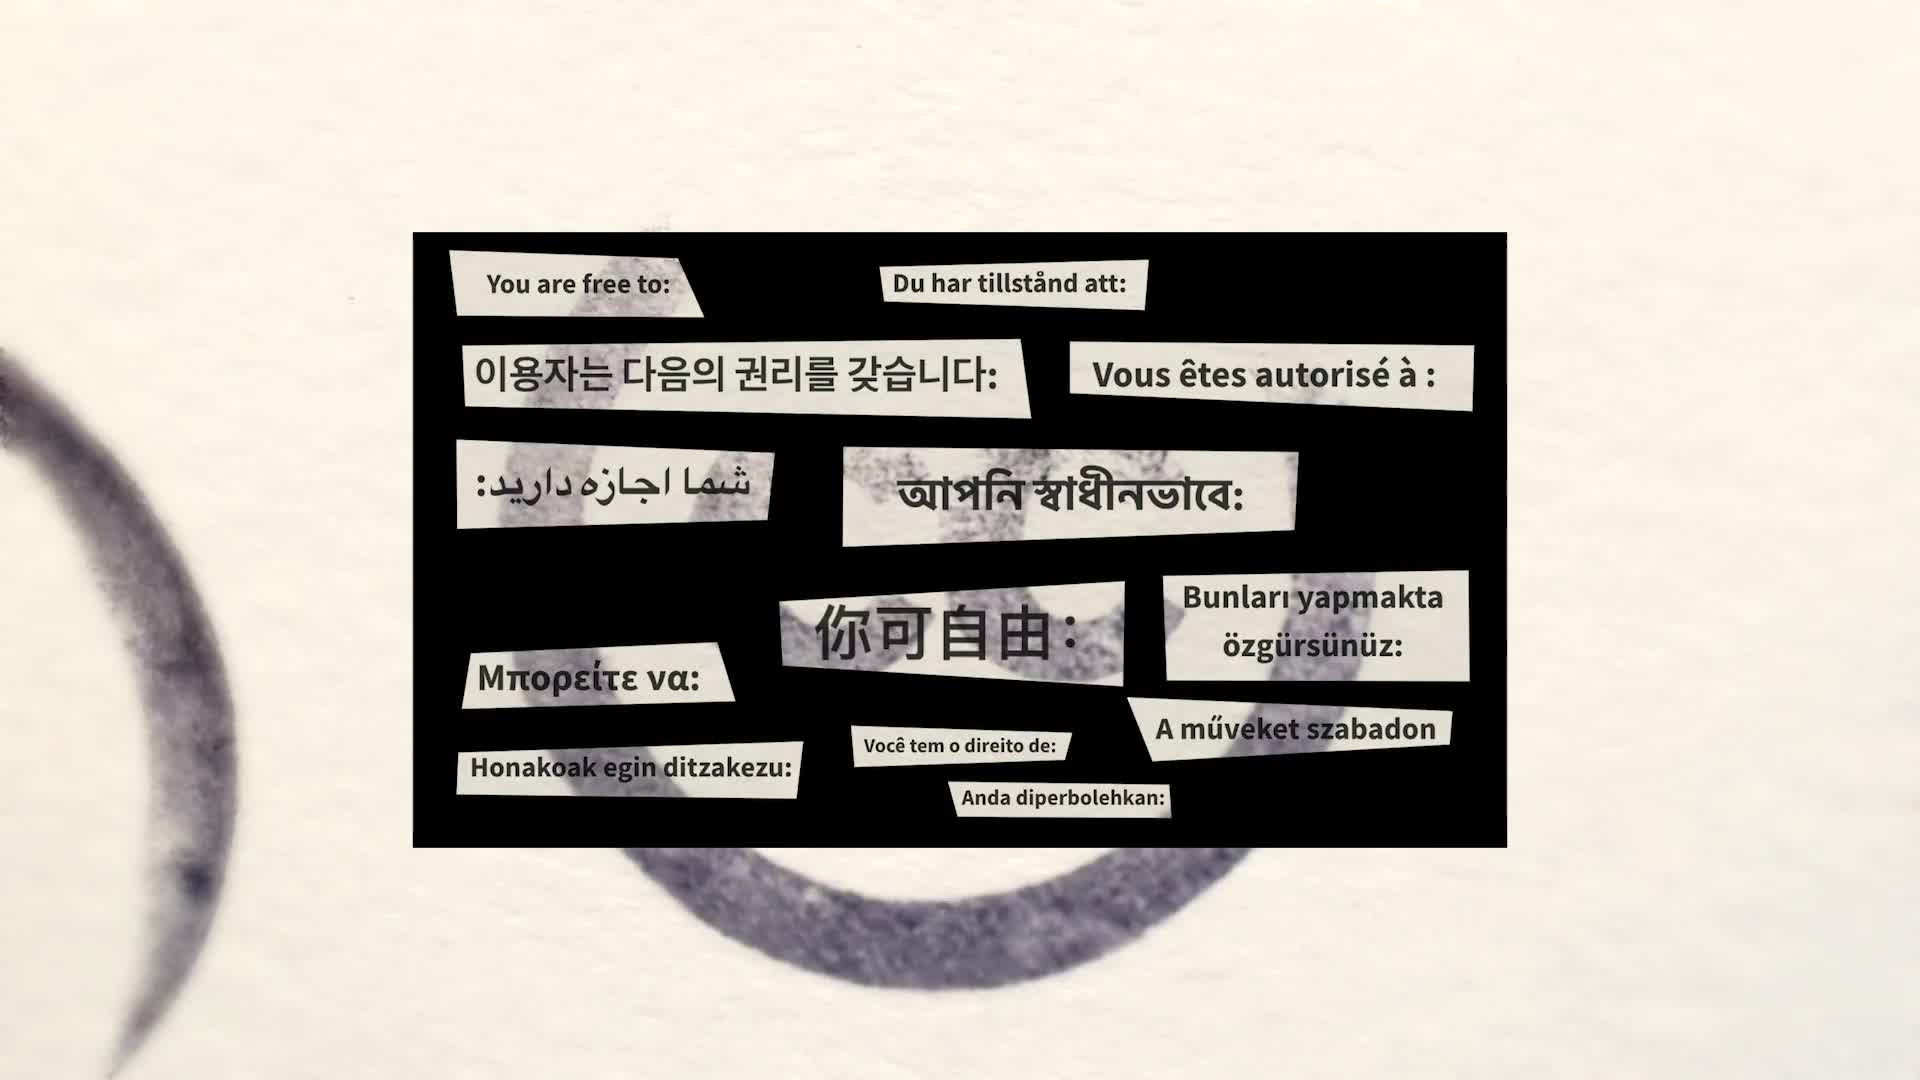 You are free to:
Du har tillstånd att:
이용자는 다음의 권리를 갖습니다:
Vous êtes autorisé à :
شما اجازه دارید:
আপনি স্বাধীনভাবে:
你可自由：
Bunları yapmakta
özgürsünüz:
Μπορείτε να:
A műveket szabadon
Você tem o direito de:
Honakoak egin ditzakezu:
Anda diperbolehkan: